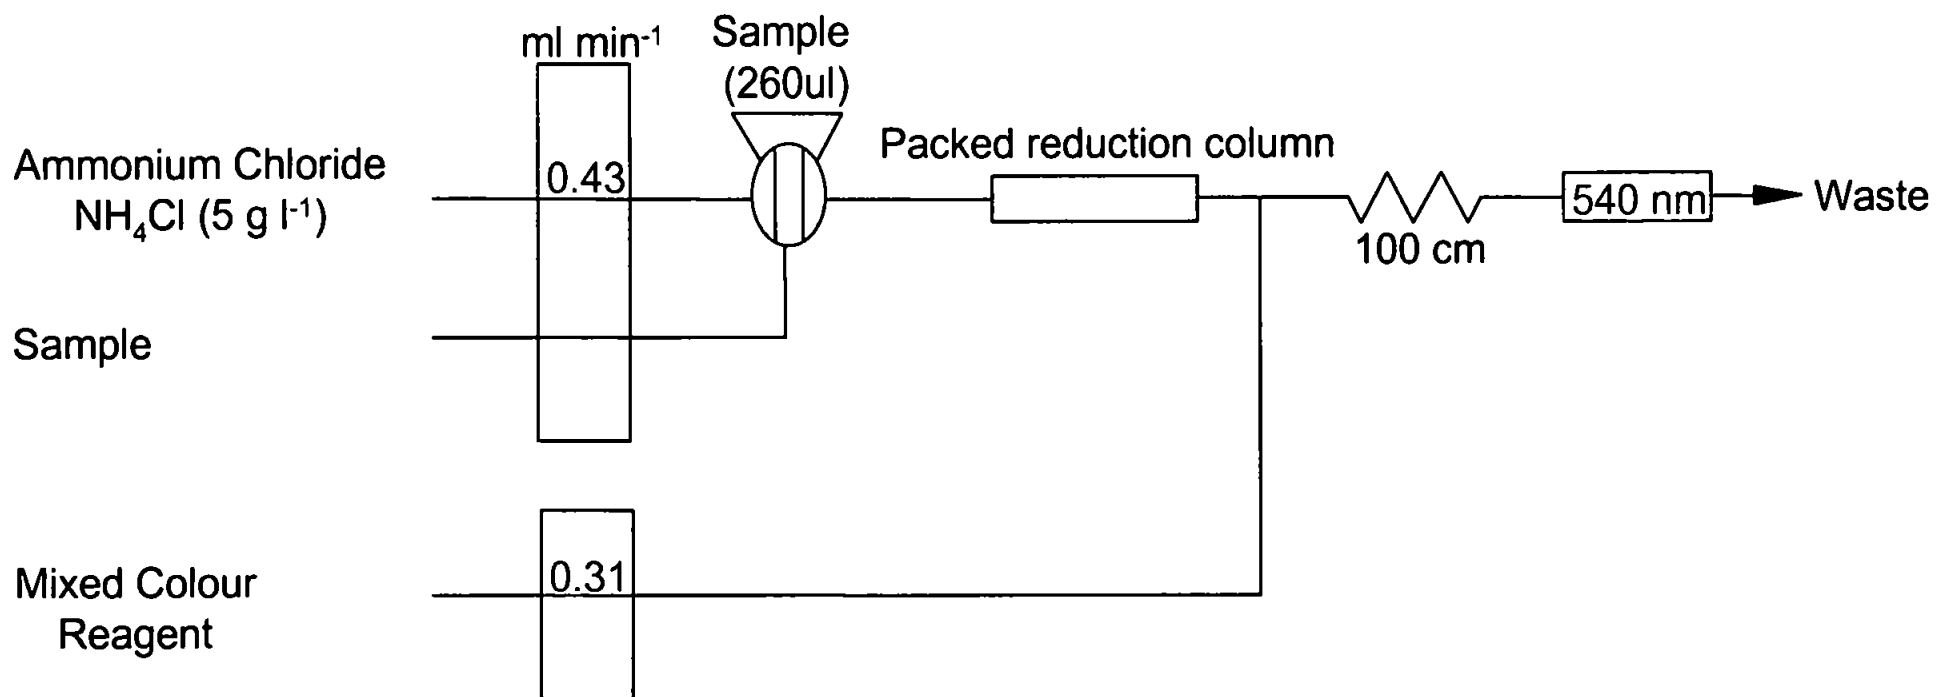 ml min⁻¹
Sample
(260ul)
Ammonium Chloride
NH₄Cl (5 g l⁻¹)
0.43
Packed reduction column
540 nm
Waste
100 cm
Sample
Mixed Colour
Reagent
0.31